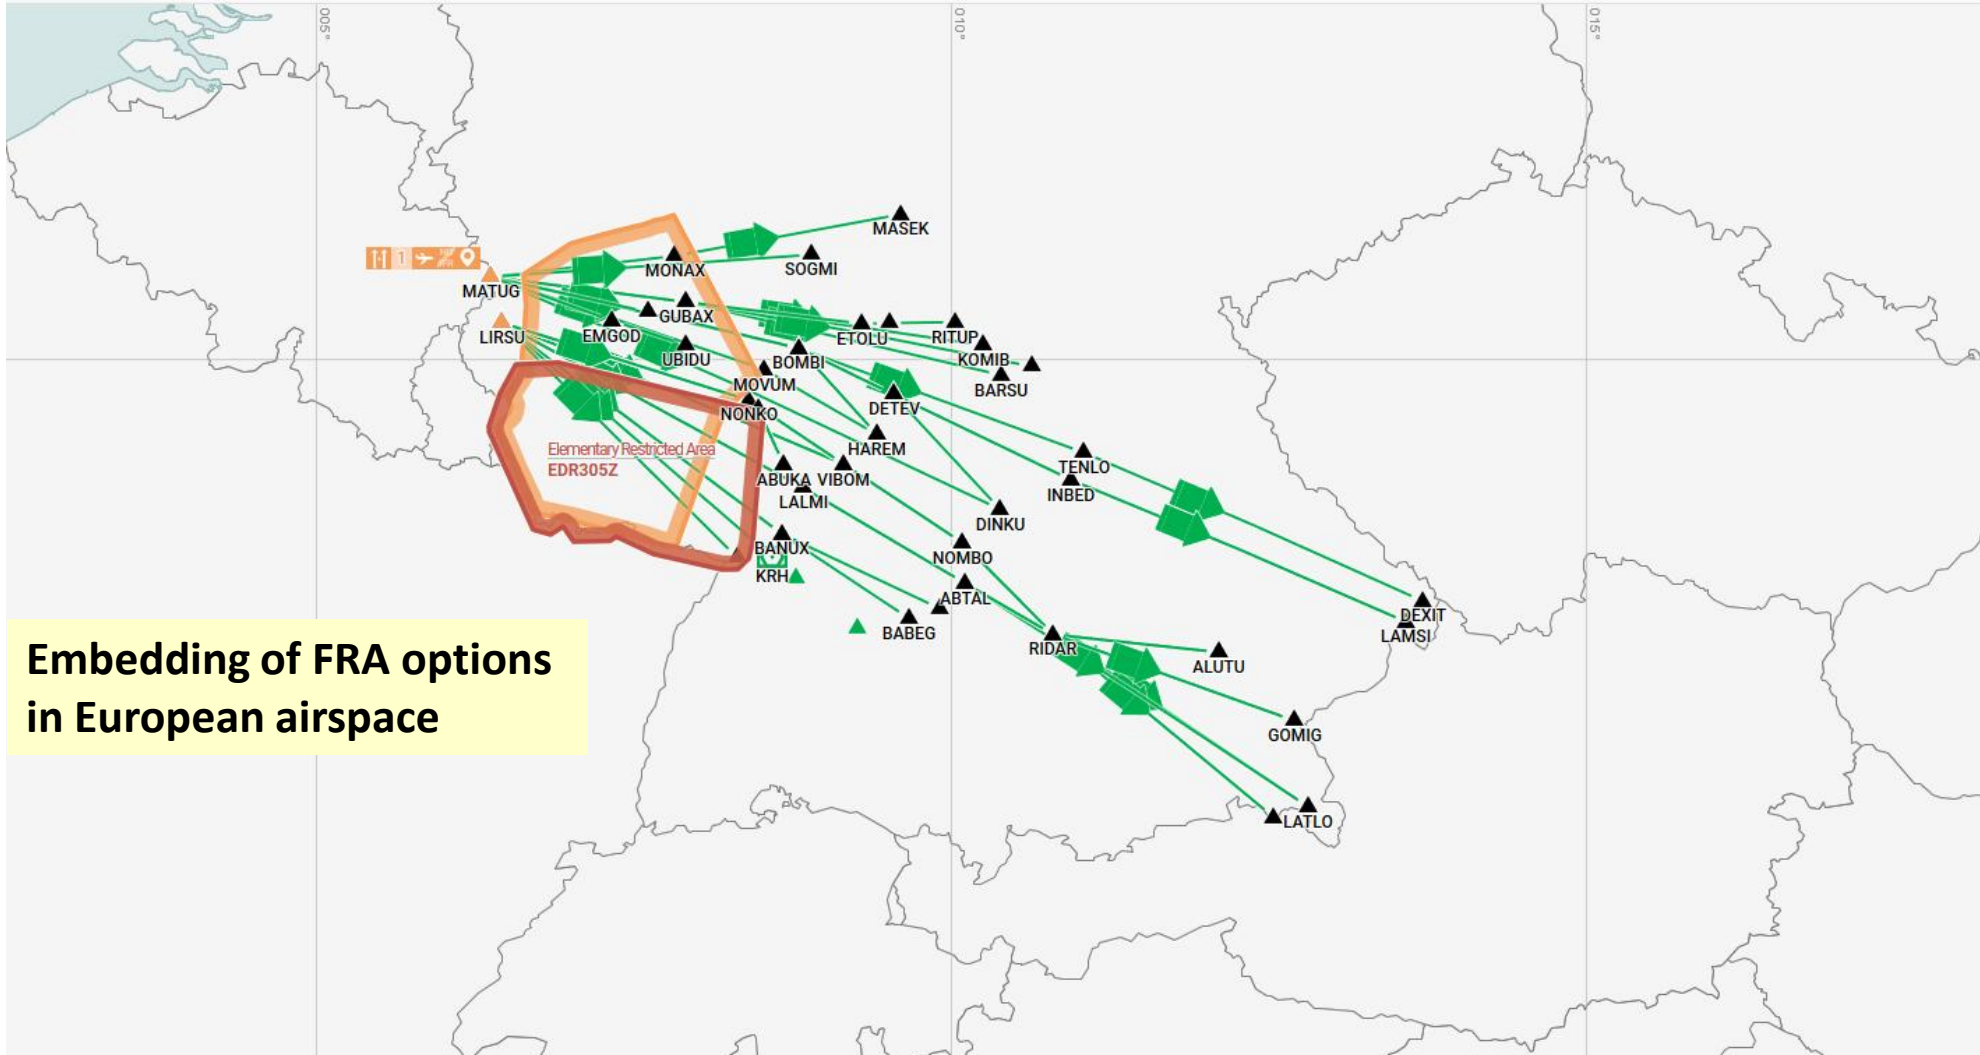 005°
010°
015°
MASEK
MONAX
SOGMI
1
MATUG
GUBAX
LIRSU
EMGOD
ETOLU
RITUP
UBIDU
BOMBI
KOMIB
MOVUM
BARSU
NONKO
DETEV
HAREM
Elementary Restricted Area
EDR305Z
TENLO
ABUKA
VIBOM
INBED
LALMI
DINKU
BANUX
NOMBO
KRH
ABTAL
DEXIT
BABEG
LAMSI
RIDAR
ALUTU
GOMIG
LATLO
Embedding of FRA options
in European airspace